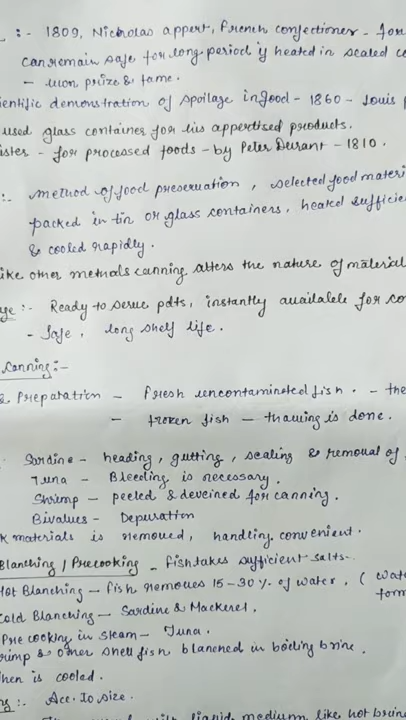 :- 1809, Nicholas appert, French confectioner - fo
can remain safe for long period y heated in sealed c
- won prize & fame.
entific demonstration of spoilage in food - 1860 - Louis p
used glass container for his appertised products.
ister - for processed foods - by Peter Durant - 1810.
:- method of food preservation, selected food materi
packed in tin or glass containers, heated sufficie
& cooled rapidly.
ike other methods canning alters the nature of material
ge :- Ready to serve pdts, instantly available for co
- Safe, long shelf life.
Canning:-
& Preparation - Fresh uncontaminated fish. - the
- frozen fish - thawing is done.
Sardine - heading, gutting, scaling & removal of
Tuna - Bleeding is necessary.
Shrimp - peeled & deveined for canning.
Bivalves - Depuration
k materials is removed, handling convenient.
Blanching / Precooking - fish takes sufficient salts.
Hot Blanching - fish removes 15-30% of water, (wat
form
Cold Blanching - Sardine & Mackerel,
Pre cooking in steam - Tuna.
rimp & other shell fish blanched in boiling brine.
hen is cooled.
ng :- Acc. to size.
liquid medium like hot brine